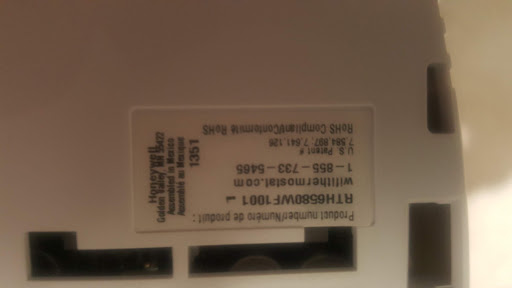 Product number/Numéro de produit :
RTH6580WF1001 L
wifithermostat.com
1-855-733-5465
U.S. Patent #
7,584,897; 7,641,126
RoHS Compliant/Conformité RoHS
Honeywell
Golden Valley, MN 55422
Assembled in Mexico
Assemblé au Mexique
1351